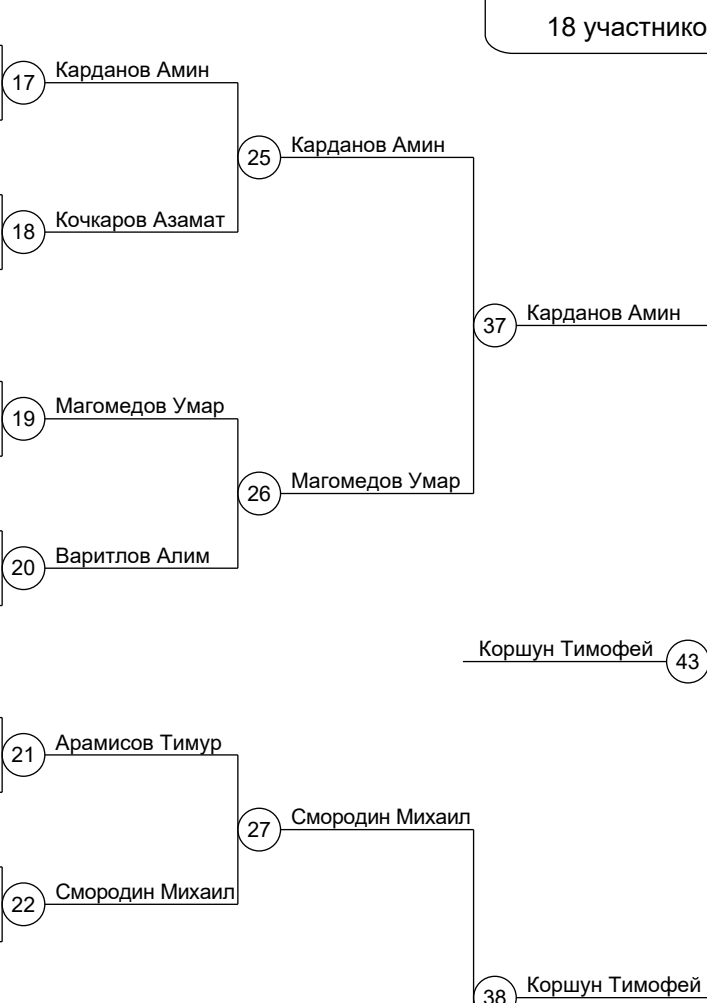 18 участнико
17 Карданов Амин
25 Карданов Амин
18 Кочкаров Азамат
37 Карданов Амин
19 Магомедов Умар
26 Магомедов Умар
20 Варитлов Алим
Коршун Тимофей 43
21 Арамисов Тимур
27 Смородин Михаил
22 Смородин Михаил
38 Коршун Тимофей